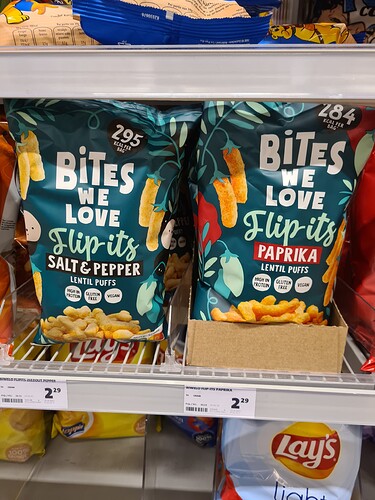 295
KCAL PER
BAG
BiTES
WE
LOVE
Flip·its
SALT & PEPPER
LENTIL PUFFS
HIGH IN
PROTEIN
GLUTEN
FREE
VEGAN
284
KCAL PER
BAG
BiTES
WE
LOVE
Flip·its
PAPRIKA
LENTIL PUFFS
HIGH IN
PROTEIN
GLUTEN
FREE
VEGAN
Lay's
2 29
2 29
Lay's
light